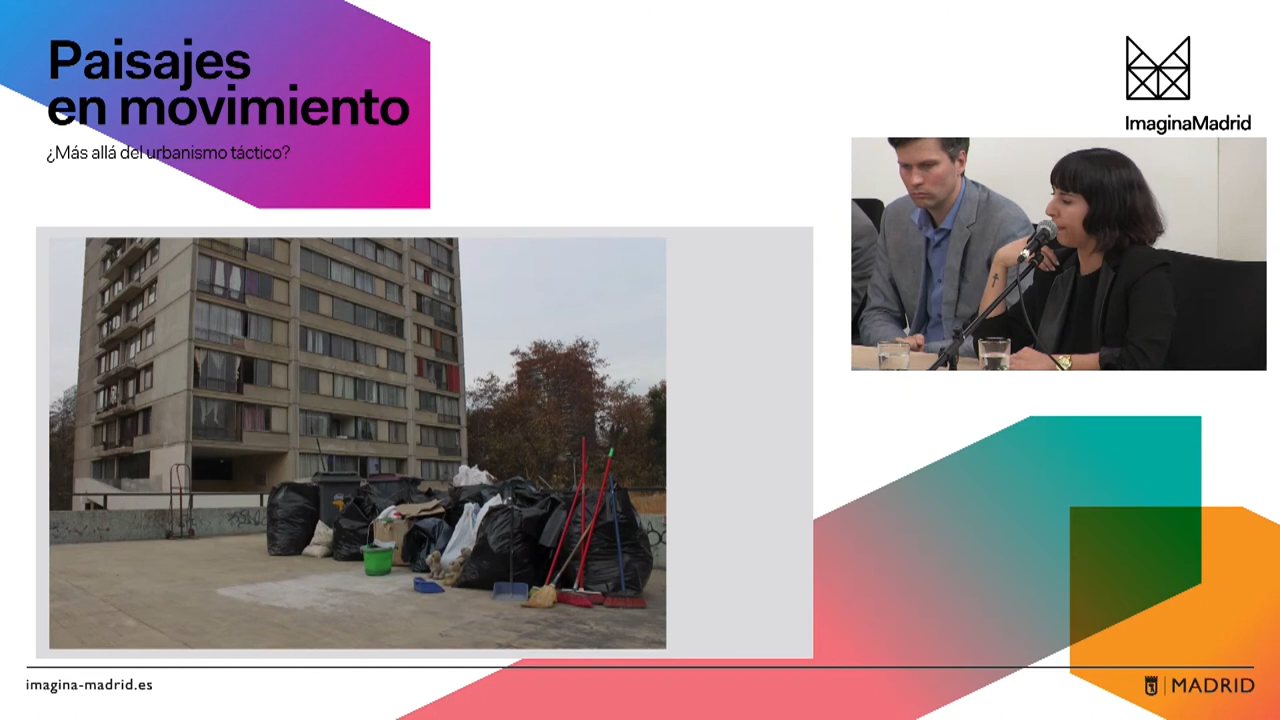 Paisajes
en movimiento
¿Más allá del urbanismo táctico?
ImaginaMadrid
imagina-madrid.es
MADRID